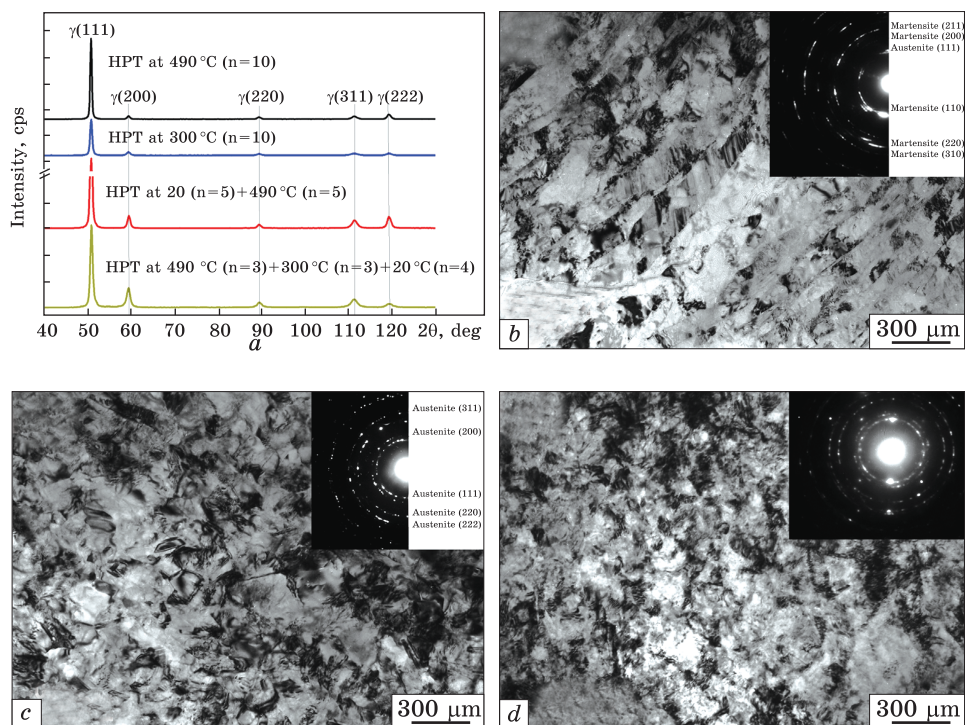 γ(111)
HPT at 490 °C (n=10)
γ(200)
γ(220)
γ(311)
γ(222)
HPT at 300 °C (n=10)
HPT at 20 (n=5)+490 °C (n=5)
HPT at 490 °C (n=3)+300 °C (n=3)+20 °C (n=4)
Intensity, cps
40 50 60 70 80 90 100 110 120 2θ, deg
a
Martensite (211)
Martensite (200)
Austenite (111)
Martensite (110)
Martensite (220)
Martensite (310)
b
300 μm
Austenite (311)
Austenite (200)
Austenite (111)
Austenite (220)
Austenite (222)
c
300 μm
d
300 μm